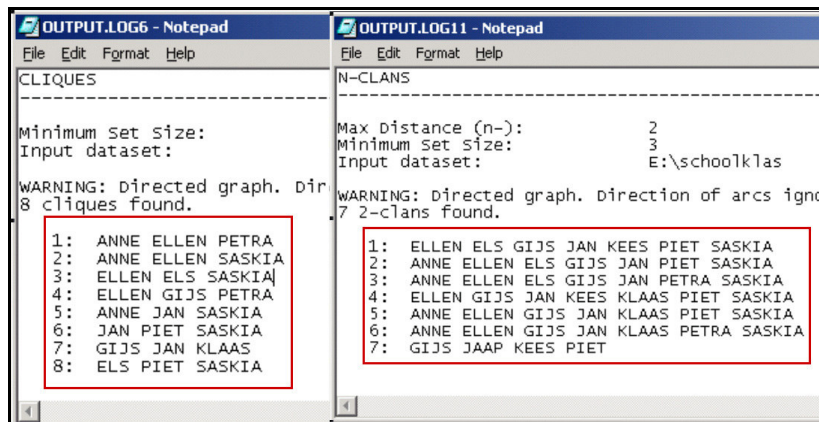 OUTPUT.LOG6 - Notepad
File Edit Format Help
CLIQUES
--------------------------------
Minimum Set Size:
Input dataset:
WARNING: Directed graph. Dir
8 cliques found.
1: ANNE ELLEN PETRA
2: ANNE ELLEN SASKIA
3: ELLEN ELS SASKIA
4: ELLEN GIJS PETRA
5: ANNE JAN SASKIA
6: JAN PIET SASKIA
7: GIJS JAN KLAAS
8: ELS PIET SASKIA
OUTPUT.LOG11 - Notepad
File Edit Format Help
N-CLANS
--------------------------------------------------
Max Distance (n-): 2
Minimum Set Size: 3
Input dataset: E:\schoolklas
WARNING: Directed graph. Direction of arcs igno
7 2-clans found.
1: ELLEN ELS GIJS JAN KEES PIET SASKIA
2: ANNE ELLEN ELS GIJS JAN PIET SASKIA
3: ANNE ELLEN ELS GIJS JAN PETRA SASKIA
4: ELLEN GIJS JAN KEES KLAAS PIET SASKIA
5: ANNE ELLEN GIJS JAN KLAAS PIET SASKIA
6: ANNE ELLEN GIJS JAN KLAAS PETRA SASKIA
7: GIJS JAAP KEES PIET